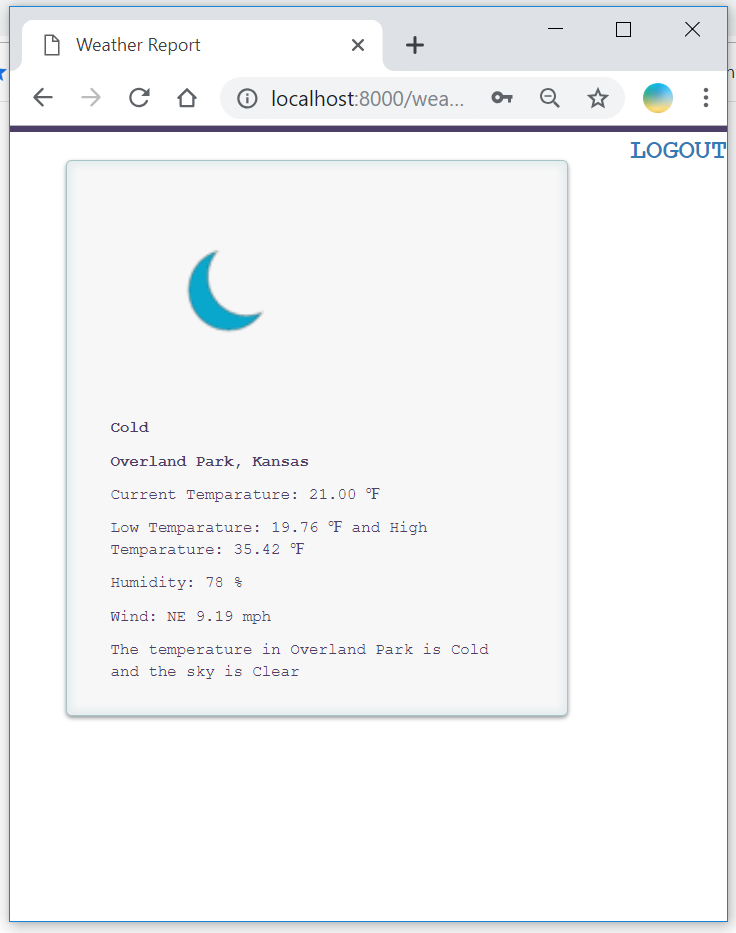 Weather Report
localhost:8000/wea...
LOGOUT
Cold
Overland Park, Kansas
Current Temparature: 21.00 ℉
Low Temparature: 19.76 ℉ and High
Temparature: 35.42 ℉
Humidity: 78 %
Wind: NE 9.19 mph
The temperature in Overland Park is Cold
and the sky is Clear